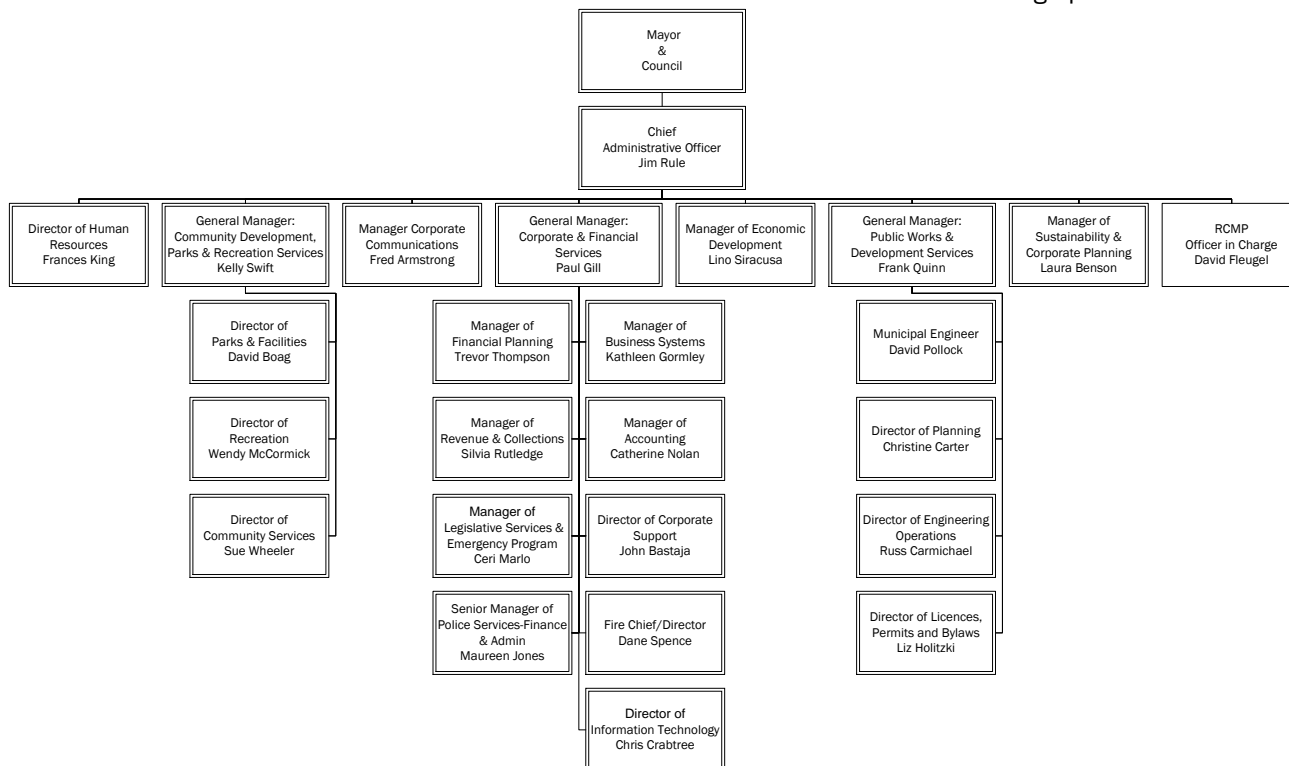 Mayor
&
Council
Chief
Administrative Officer
Jim Rule
Director of Human
Resources
Frances King
General Manager:
Community Development,
Parks & Recreation Services
Kelly Swift
Manager Corporate
Communications
Fred Armstrong
General Manager:
Corporate & Financial
Services
Paul Gill
Manager of Economic
Development
Lino Siracusa
General Manager:
Public Works &
Development Services
Frank Quinn
Manager of
Sustainability &
Corporate Planning
Laura Benson
RCMP
Officer in Charge
David Fleugel
Director of
Parks & Facilities
David Boag
Director of
Recreation
Wendy McCormick
Director of
Community Services
Sue Wheeler
Manager of
Financial Planning
Trevor Thompson
Manager of
Business Systems
Kathleen Gormley
Manager of
Revenue & Collections
Silvia Rutledge
Manager of
Accounting
Catherine Nolan
Manager of
Legislative Services &
Emergency Program
Ceri Marlo
Director of Corporate
Support
John Bastaja
Senior Manager of
Police Services-Finance
& Admin
Maureen Jones
Fire Chief/Director
Dane Spence
Director of
Information Technology
Chris Crabtree
Municipal Engineer
David Pollock
Director of Planning
Christine Carter
Director of Engineering
Operations
Russ Carmichael
Director of Licences,
Permits and Bylaws
Liz Holitzki